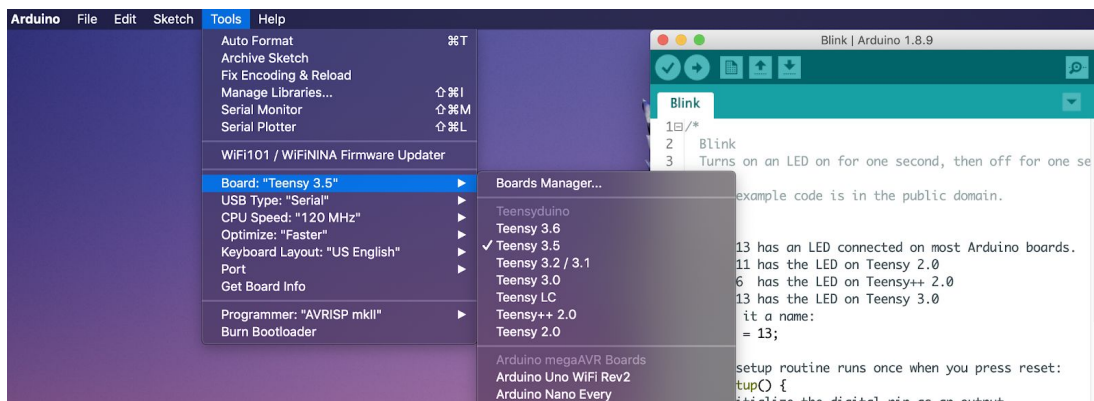 Arduino File Edit Sketch Tools Help
Auto Format ⌘T
Archive Sketch
Fix Encoding & Reload
Manage Libraries... ⇧⌘I
Serial Monitor ⇧⌘M
Serial Plotter ⇧⌘L
WiFi101 / WiFiNINA Firmware Updater
Board: "Teensy 3.5"
USB Type: "Serial"
CPU Speed: "120 MHz"
Optimize: "Faster"
Keyboard Layout: "US English"
Port
Get Board Info
Programmer: "AVRISP mkII"
Burn Bootloader
Boards Manager...
Teensyduino
Teensy 3.6
✓ Teensy 3.5
Teensy 3.2 / 3.1
Teensy 3.0
Teensy LC
Teensy++ 2.0
Teensy 2.0
Arduino megaAVR Boards
Arduino Uno WiFi Rev2
Arduino Nano Every
Blink | Arduino 1.8.9
Blink
1 /*
2 Blink
3 Turns on an LED on for one second, then off for one se
example code is in the public domain.
13 has an LED connected on most Arduino boards.
11 has the LED on Teensy 2.0
6 has the LED on Teensy++ 2.0
13 has the LED on Teensy 3.0
it a name:
= 13;
setup routine runs once when you press reset:
tup() {
the digital pin as an output